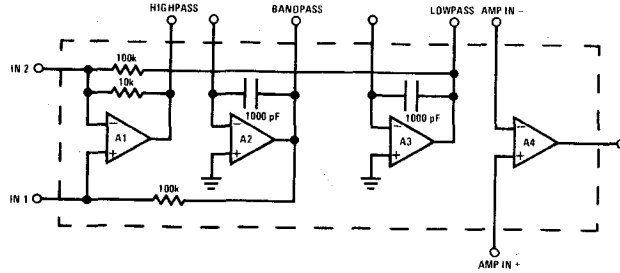 HIGHPASS BANDPASS LOWPASS AMP IN −
IN 2
100k
10k
1000 pF 1000 pF
− − − −
A1 A2 A3 A4
+ + + +
100k
IN 1
AMP IN +